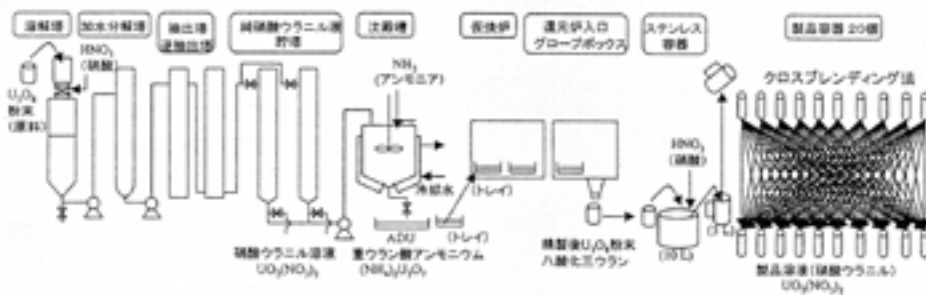 溶解塔
加水分解塔
抽出塔
逆抽出塔
純硝酸ウラニル液
貯塔
沈殿槽
仮焼炉
還元炉入口
グローブボックス
ステンレス
容器
製品容器 20個
HNO3
(硝酸)
U3O8
粉末
(原料)
NH3
(アンモニア)
冷却水
(トレイ)
(トレイ)
ADU
重ウラン酸アンモニウム
(NH4)2U2O7
硝酸ウラニル溶液
UO2(NO3)2
精製後U3O8粉末
八酸化三ウラン
HNO3
(硝酸)
(10L)
クロスブレンディング法
製品溶液(硝酸ウラニル)
UO2(NO3)2